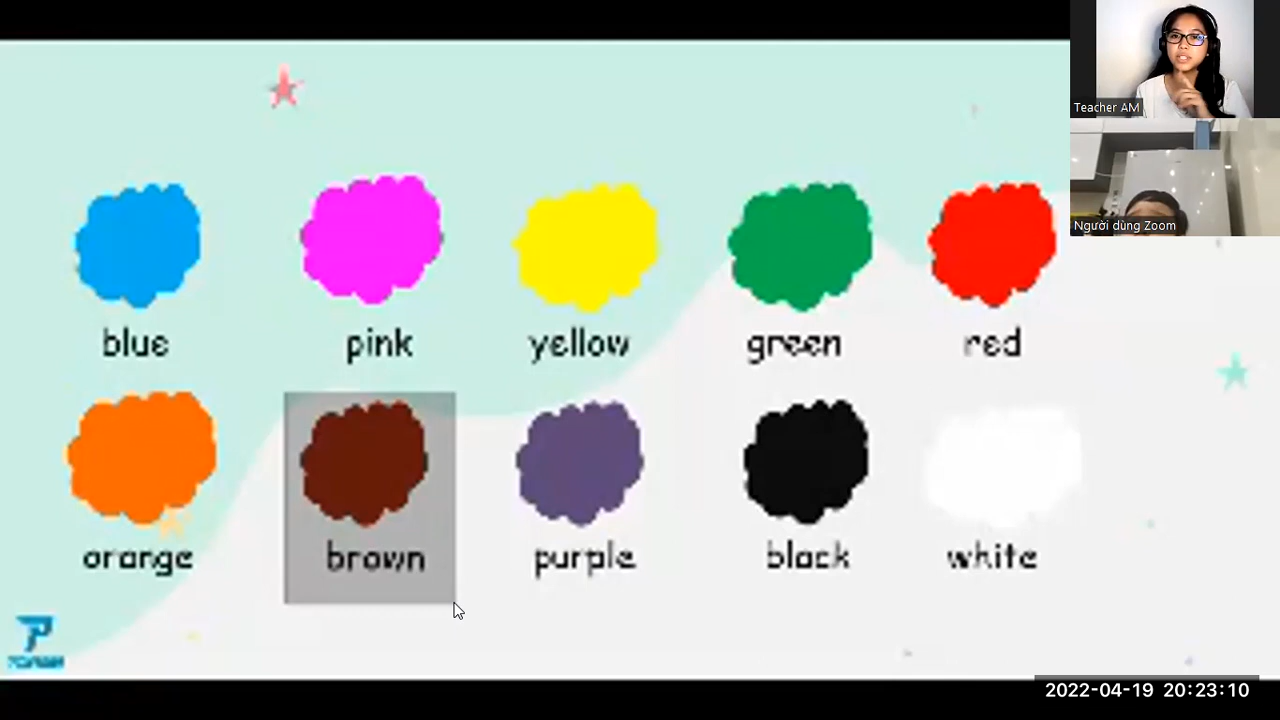 Teacher AM
Người dùng Zoom
blue pink yellow green red
orange brown purple black white
2022-04-19 20:23:10